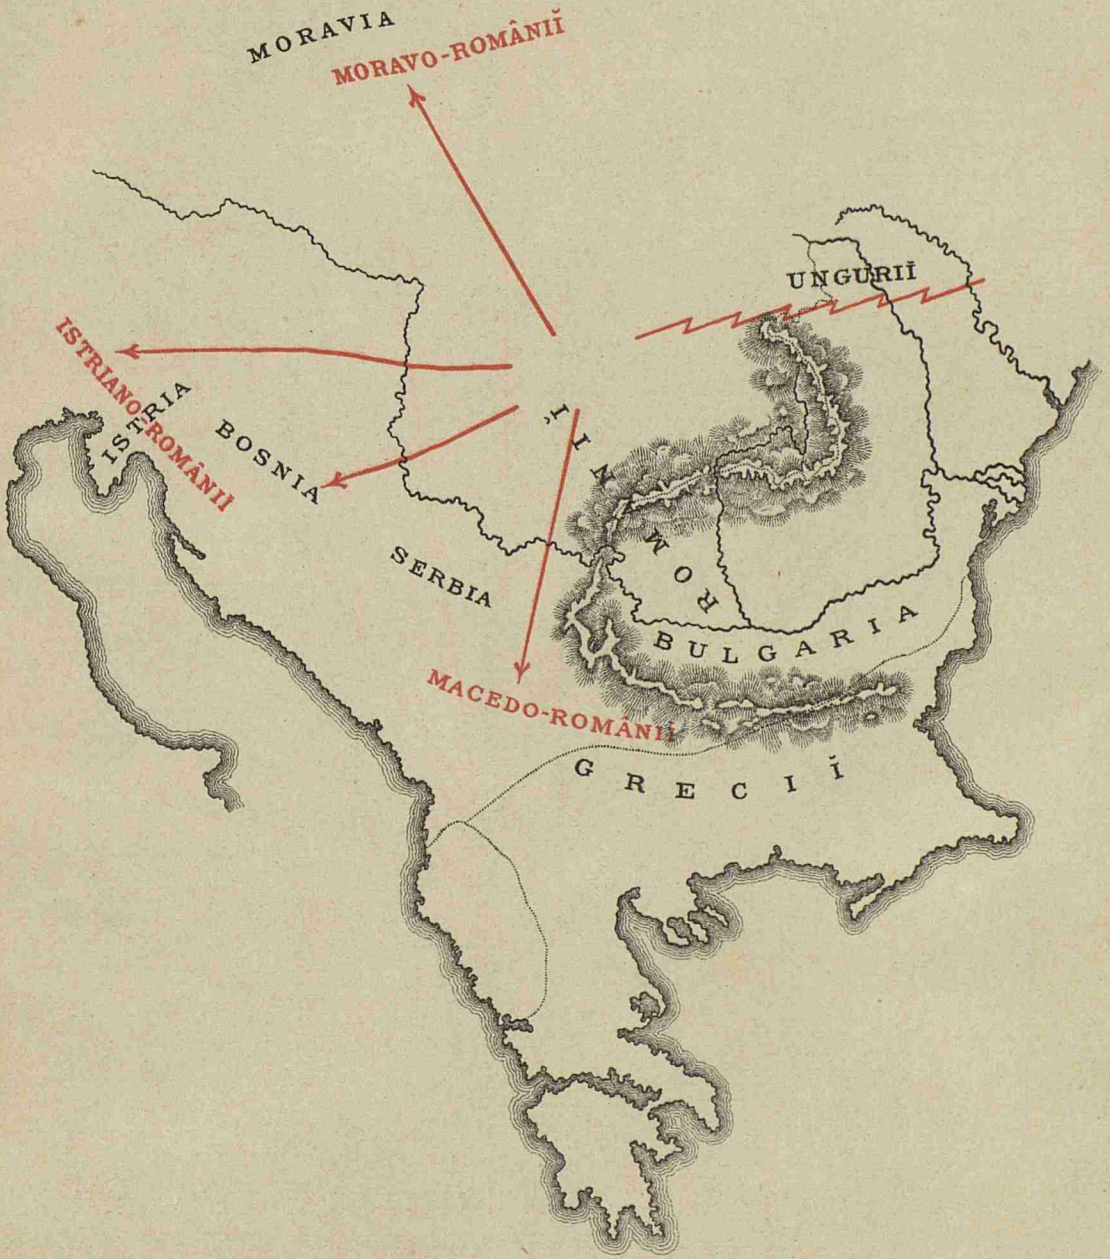 MORAVIA
MORAVO-ROMÂNIĬ
UNGURIĬ
ISTRIANO-ROMÂNIĬ
ISTRIA
BOSNIA
ROMÂNIĬ
SERBIA
BULGARIA
MACEDO-ROMÂNIĬ
GRECIĬ